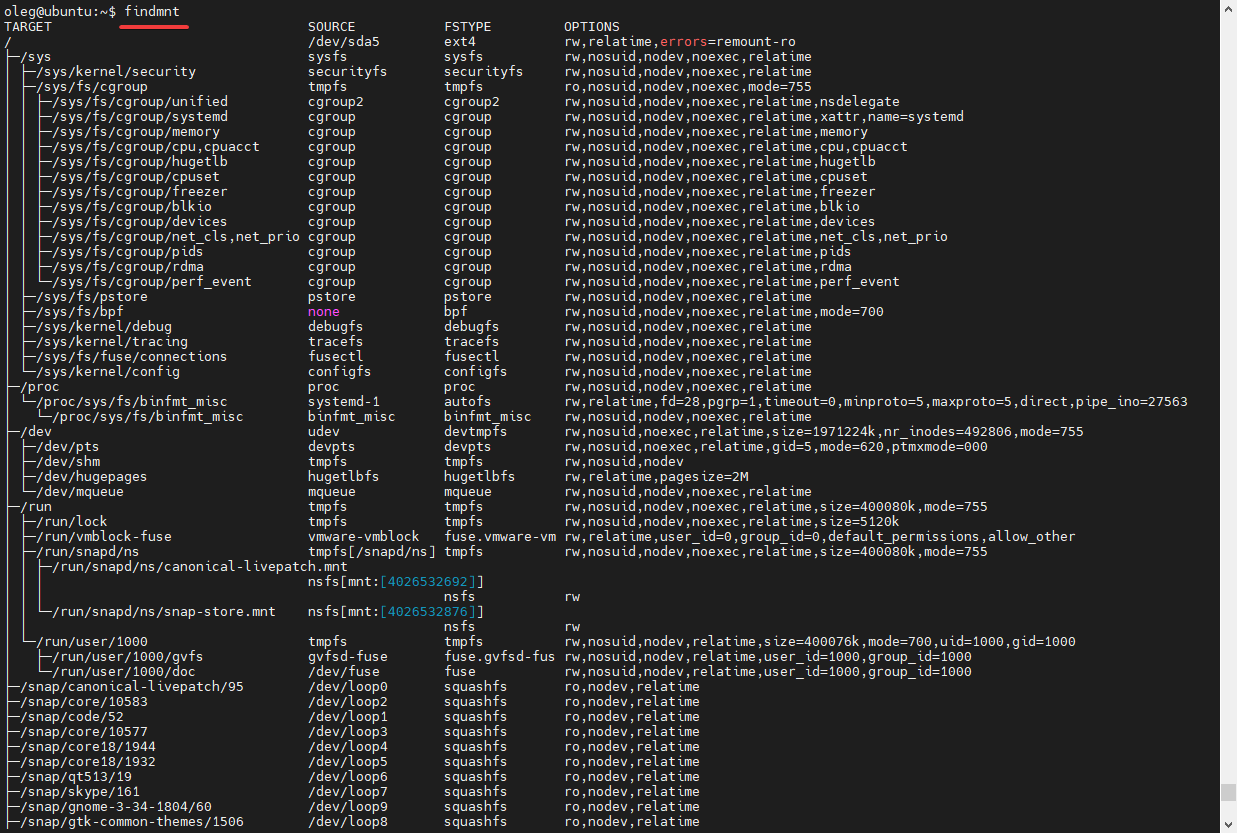 oleg@ubuntu:~$ findmnt
TARGET                                SOURCE           FSTYPE         OPTIONS
/                                     /dev/sda5        ext4           rw,relatime,errors=remount-ro
├─/sys                                sysfs            sysfs          rw,nosuid,nodev,noexec,relatime
│ ├─/sys/kernel/security              securityfs       securityfs     rw,nosuid,nodev,noexec,relatime
│ ├─/sys/fs/cgroup                    tmpfs            tmpfs          ro,nosuid,nodev,noexec,mode=755
│ │ ├─/sys/fs/cgroup/unified          cgroup2          cgroup2        rw,nosuid,nodev,noexec,relatime,nsdelegate
│ │ ├─/sys/fs/cgroup/systemd          cgroup           cgroup         rw,nosuid,nodev,noexec,relatime,xattr,name=systemd
│ │ ├─/sys/fs/cgroup/memory           cgroup           cgroup         rw,nosuid,nodev,noexec,relatime,memory
│ │ ├─/sys/fs/cgroup/cpu,cpuacct      cgroup           cgroup         rw,nosuid,nodev,noexec,relatime,cpu,cpuacct
│ │ ├─/sys/fs/cgroup/hugetlb          cgroup           cgroup         rw,nosuid,nodev,noexec,relatime,hugetlb
│ │ ├─/sys/fs/cgroup/cpuset           cgroup           cgroup         rw,nosuid,nodev,noexec,relatime,cpuset
│ │ ├─/sys/fs/cgroup/freezer          cgroup           cgroup         rw,nosuid,nodev,noexec,relatime,freezer
│ │ ├─/sys/fs/cgroup/blkio            cgroup           cgroup         rw,nosuid,nodev,noexec,relatime,blkio
│ │ ├─/sys/fs/cgroup/devices          cgroup           cgroup         rw,nosuid,nodev,noexec,relatime,devices
│ │ ├─/sys/fs/cgroup/net_cls,net_prio cgroup           cgroup         rw,nosuid,nodev,noexec,relatime,net_cls,net_prio
│ │ ├─/sys/fs/cgroup/pids             cgroup           cgroup         rw,nosuid,nodev,noexec,relatime,pids
│ │ ├─/sys/fs/cgroup/rdma             cgroup           cgroup         rw,nosuid,nodev,noexec,relatime,rdma
│ │ └─/sys/fs/cgroup/perf_event       cgroup           cgroup         rw,nosuid,nodev,noexec,relatime,perf_event
│ ├─/sys/fs/pstore                    pstore           pstore         rw,nosuid,nodev,noexec,relatime
│ ├─/sys/fs/bpf                       none             bpf            rw,nosuid,nodev,noexec,relatime,mode=700
│ ├─/sys/kernel/debug                 debugfs          debugfs        rw,nosuid,nodev,noexec,relatime
│ ├─/sys/kernel/tracing               tracefs          tracefs        rw,nosuid,nodev,noexec,relatime
│ ├─/sys/fs/fuse/connections          fusectl          fusectl        rw,nosuid,nodev,noexec,relatime
│ └─/sys/kernel/config                configfs         configfs       rw,nosuid,nodev,noexec,relatime
├─/proc                               proc             proc           rw,nosuid,nodev,noexec,relatime
│ └─/proc/sys/fs/binfmt_misc          systemd-1        autofs         rw,relatime,fd=28,pgrp=1,timeout=0,minproto=5,maxproto=5,direct,pipe_ino=27563
│   └─/proc/sys/fs/binfmt_misc        binfmt_misc      binfmt_misc    rw,nosuid,nodev,noexec,relatime
├─/dev                                udev             devtmpfs       rw,nosuid,noexec,relatime,size=1971224k,nr_inodes=492806,mode=755
│ ├─/dev/pts                          devpts           devpts         rw,nosuid,noexec,relatime,gid=5,mode=620,ptmxmode=000
│ ├─/dev/shm                          tmpfs            tmpfs          rw,nosuid,nodev
│ ├─/dev/hugepages                    hugetlbfs        hugetlbfs      rw,relatime,pagesize=2M
│ └─/dev/mqueue                       mqueue           mqueue         rw,nosuid,nodev,noexec,relatime
├─/run                                tmpfs            tmpfs          rw,nosuid,nodev,noexec,relatime,size=400080k,mode=755
│ ├─/run/lock                         tmpfs            tmpfs          rw,nosuid,nodev,noexec,relatime,size=5120k
│ ├─/run/vmblock-fuse                 vmware-vmblock   fuse.vmware-vm rw,relatime,user_id=0,group_id=0,default_permissions,allow_other
│ ├─/run/snapd/ns                     tmpfs[/snapd/ns] tmpfs          rw,nosuid,nodev,noexec,relatime,size=400080k,mode=755
│ │ ├─/run/snapd/ns/canonical-livepatch.mnt
│ │ │                                 nsfs[mnt:[4026532692]]
│ │ │                                                  nsfs           rw
│ │ └─/run/snapd/ns/snap-store.mnt    nsfs[mnt:[4026532876]]
│ │                                                    nsfs           rw
│ └─/run/user/1000                    tmpfs            tmpfs          rw,nosuid,nodev,relatime,size=400076k,mode=700,uid=1000,gid=1000
│   ├─/run/user/1000/gvfs             gvfsd-fuse       fuse.gvfsd-fus rw,nosuid,nodev,relatime,user_id=1000,group_id=1000
│   └─/run/user/1000/doc              /dev/fuse        fuse           rw,nosuid,nodev,relatime,user_id=1000,group_id=1000
├─/snap/canonical-livepatch/95        /dev/loop0       squashfs       ro,nodev,relatime
├─/snap/core/10583                    /dev/loop2       squashfs       ro,nodev,relatime
├─/snap/code/52                       /dev/loop1       squashfs       ro,nodev,relatime
├─/snap/core/10577                    /dev/loop3       squashfs       ro,nodev,relatime
├─/snap/core18/1944                   /dev/loop4       squashfs       ro,nodev,relatime
├─/snap/core18/1932                   /dev/loop5       squashfs       ro,nodev,relatime
├─/snap/qt513/19                      /dev/loop6       squashfs       ro,nodev,relatime
├─/snap/skype/161                     /dev/loop7       squashfs       ro,nodev,relatime
├─/snap/gnome-3-34-1804/60            /dev/loop9       squashfs       ro,nodev,relatime
├─/snap/gtk-common-themes/1506        /dev/loop8       squashfs       ro,nodev,relatime